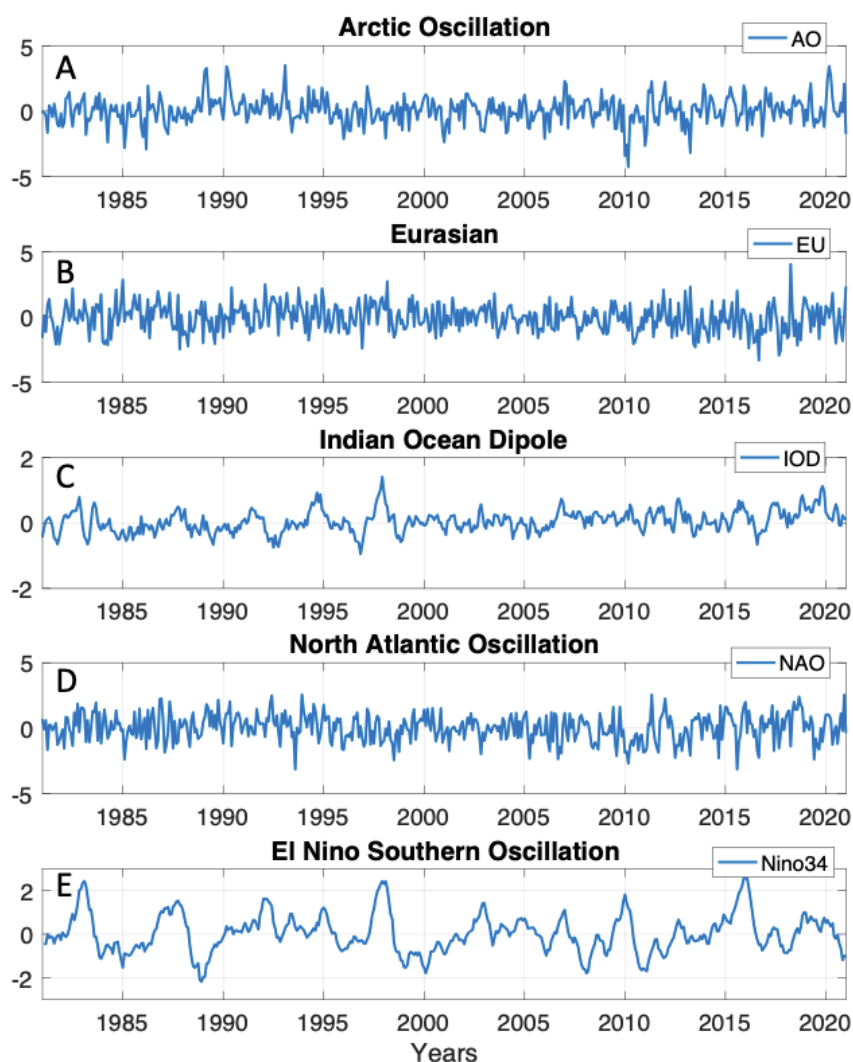 Arctic Oscillation
AO
A
5
0
-5
1985 1990 1995 2000 2005 2010 2015 2020
Eurasian
EU
B
5
0
-5
1985 1990 1995 2000 2005 2010 2015 2020
Indian Ocean Dipole
IOD
C
2
0
-2
1985 1990 1995 2000 2005 2010 2015 2020
North Atlantic Oscillation
NAO
D
5
0
-5
1985 1990 1995 2000 2005 2010 2015 2020
El Nino Southern Oscillation
Nino34
E
2
0
-2
1985 1990 1995 2000 2005 2010 2015 2020
Years